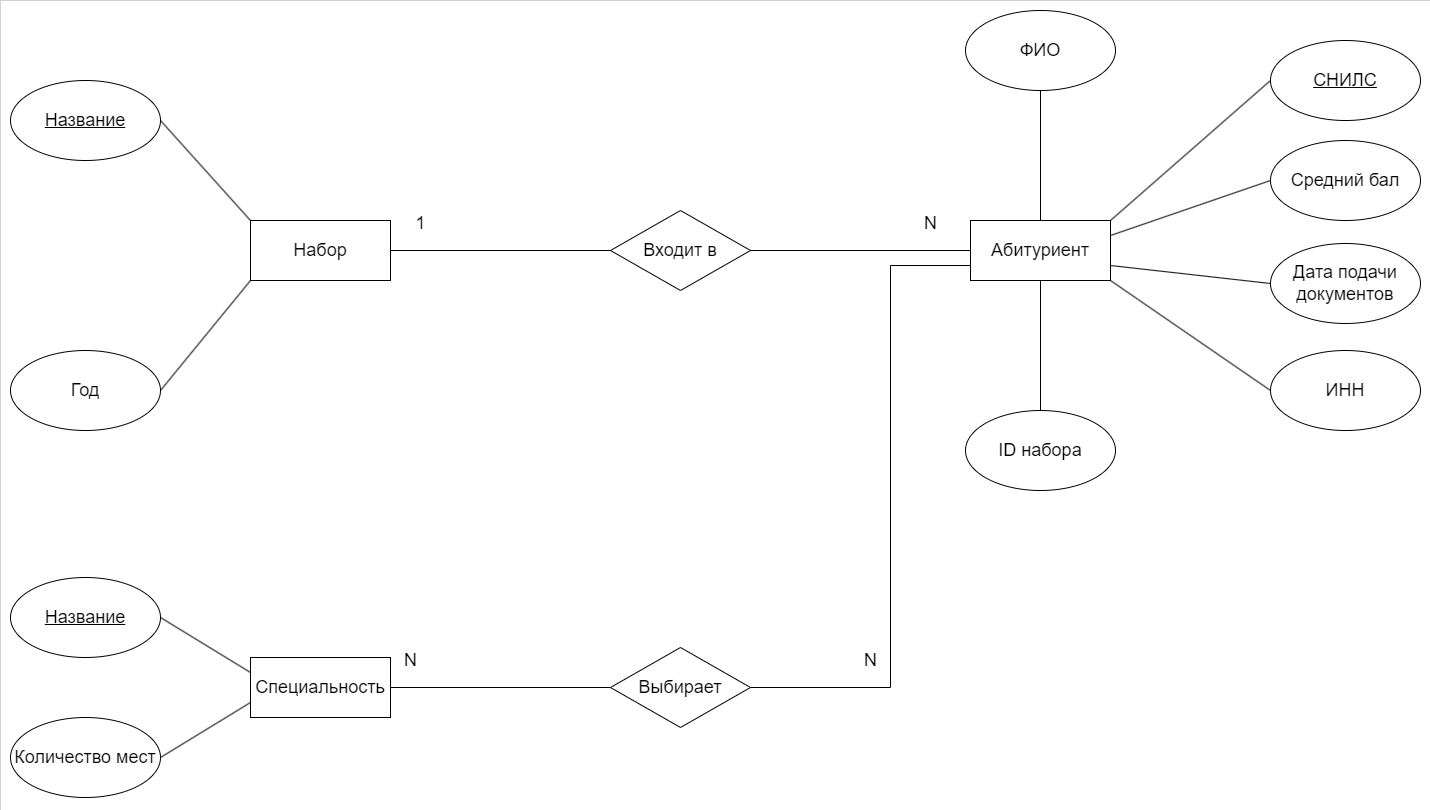 ФИО
СНИЛС
Название
Средний бал
1
N
Набор
Входит в
Абитуриент
Дата подачи
документов
Год
ИНН
ID набора
Название
N
N
Специальность
Выбирает
Количество мест